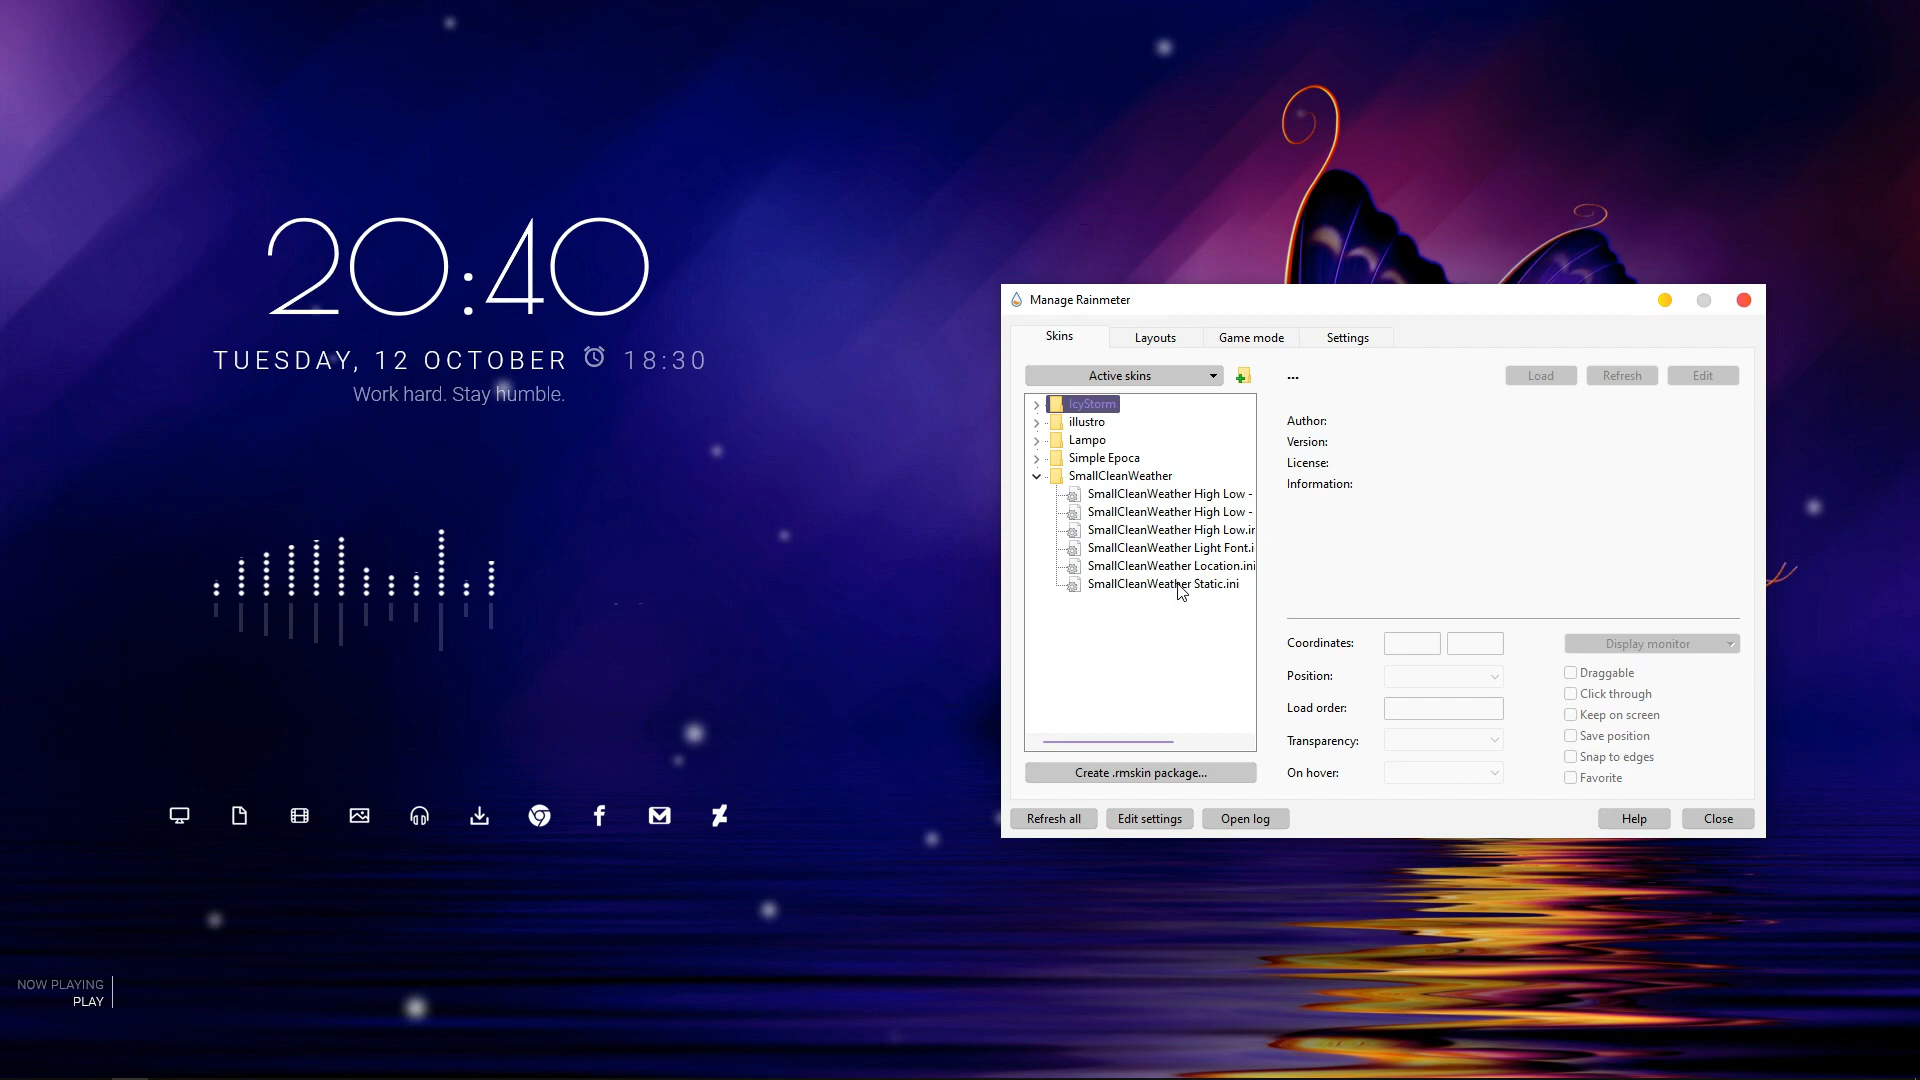 20:40
TUESDAY, 12 OCTOBER 18:30
Work hard. Stay humble.
NOW PLAYING
PLAY
Manage Rainmeter
Skins Layouts Game mode Settings
Active skins
IcyStorm
illustro
Lampo
Simple Epoca
SmallCleanWeather
SmallCleanWeather High Low -
SmallCleanWeather High Low -
SmallCleanWeather High Low.ir
SmallCleanWeather Light Font.i
SmallCleanWeather Location.ini
SmallCleanWeather Static.ini
Create .rmskin package...
... Load Refresh Edit
Author:
Version:
License:
Information:
Coordinates:
Position:
Load order:
Transparency:
On hover:
Display monitor
Draggable
Click through
Keep on screen
Save position
Snap to edges
Favorite
Refresh all Edit settings Open log Help Close